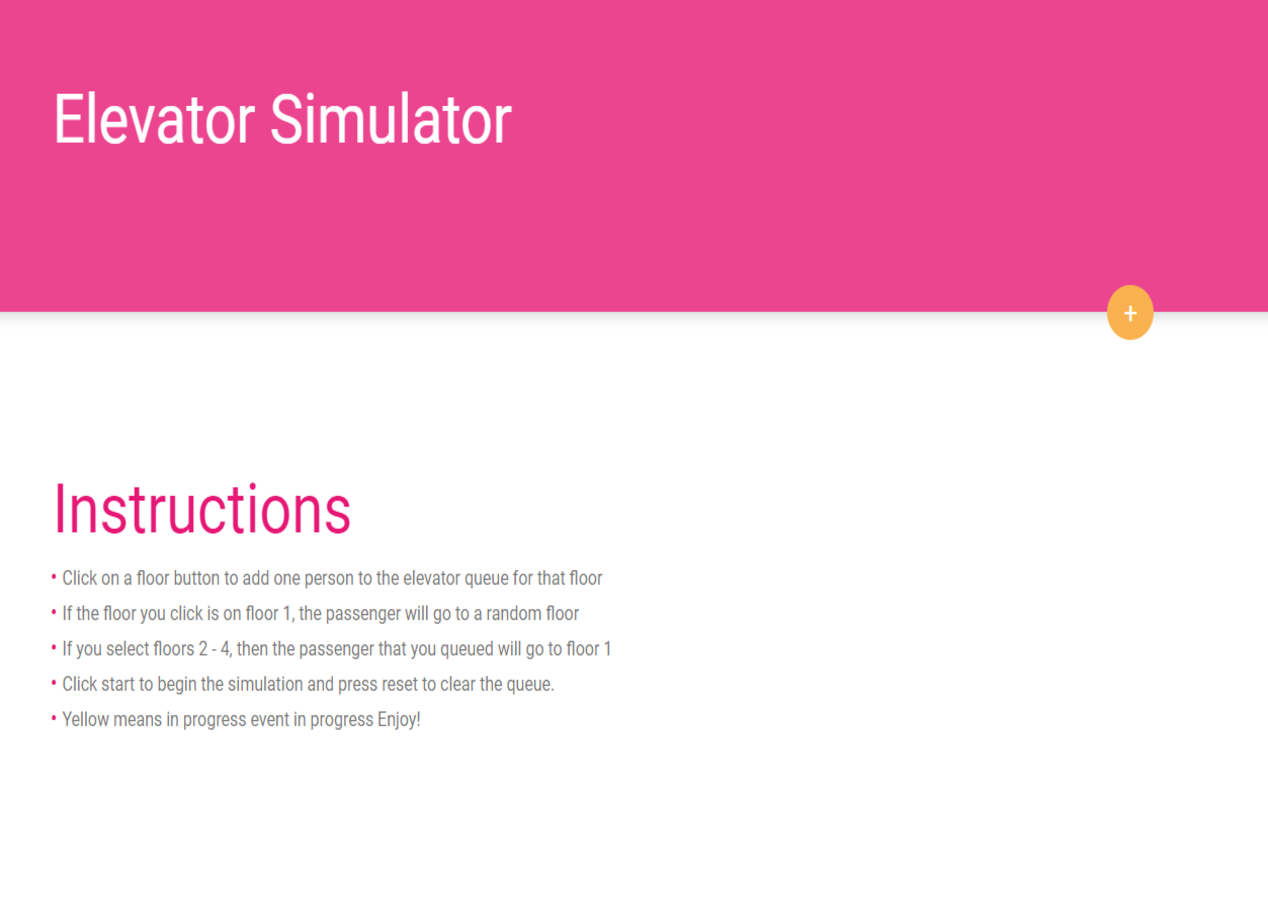 Elevator Simulator
+
Instructions
• Click on a floor button to add one person to the elevator queue for that floor
• If the floor you click is on floor 1, the passenger will go to a random floor
• If you select floors 2 - 4, then the passenger that you queued will go to floor 1
• Click start to begin the simulation and press reset to clear the queue.
• Yellow means in progress event in progress Enjoy!